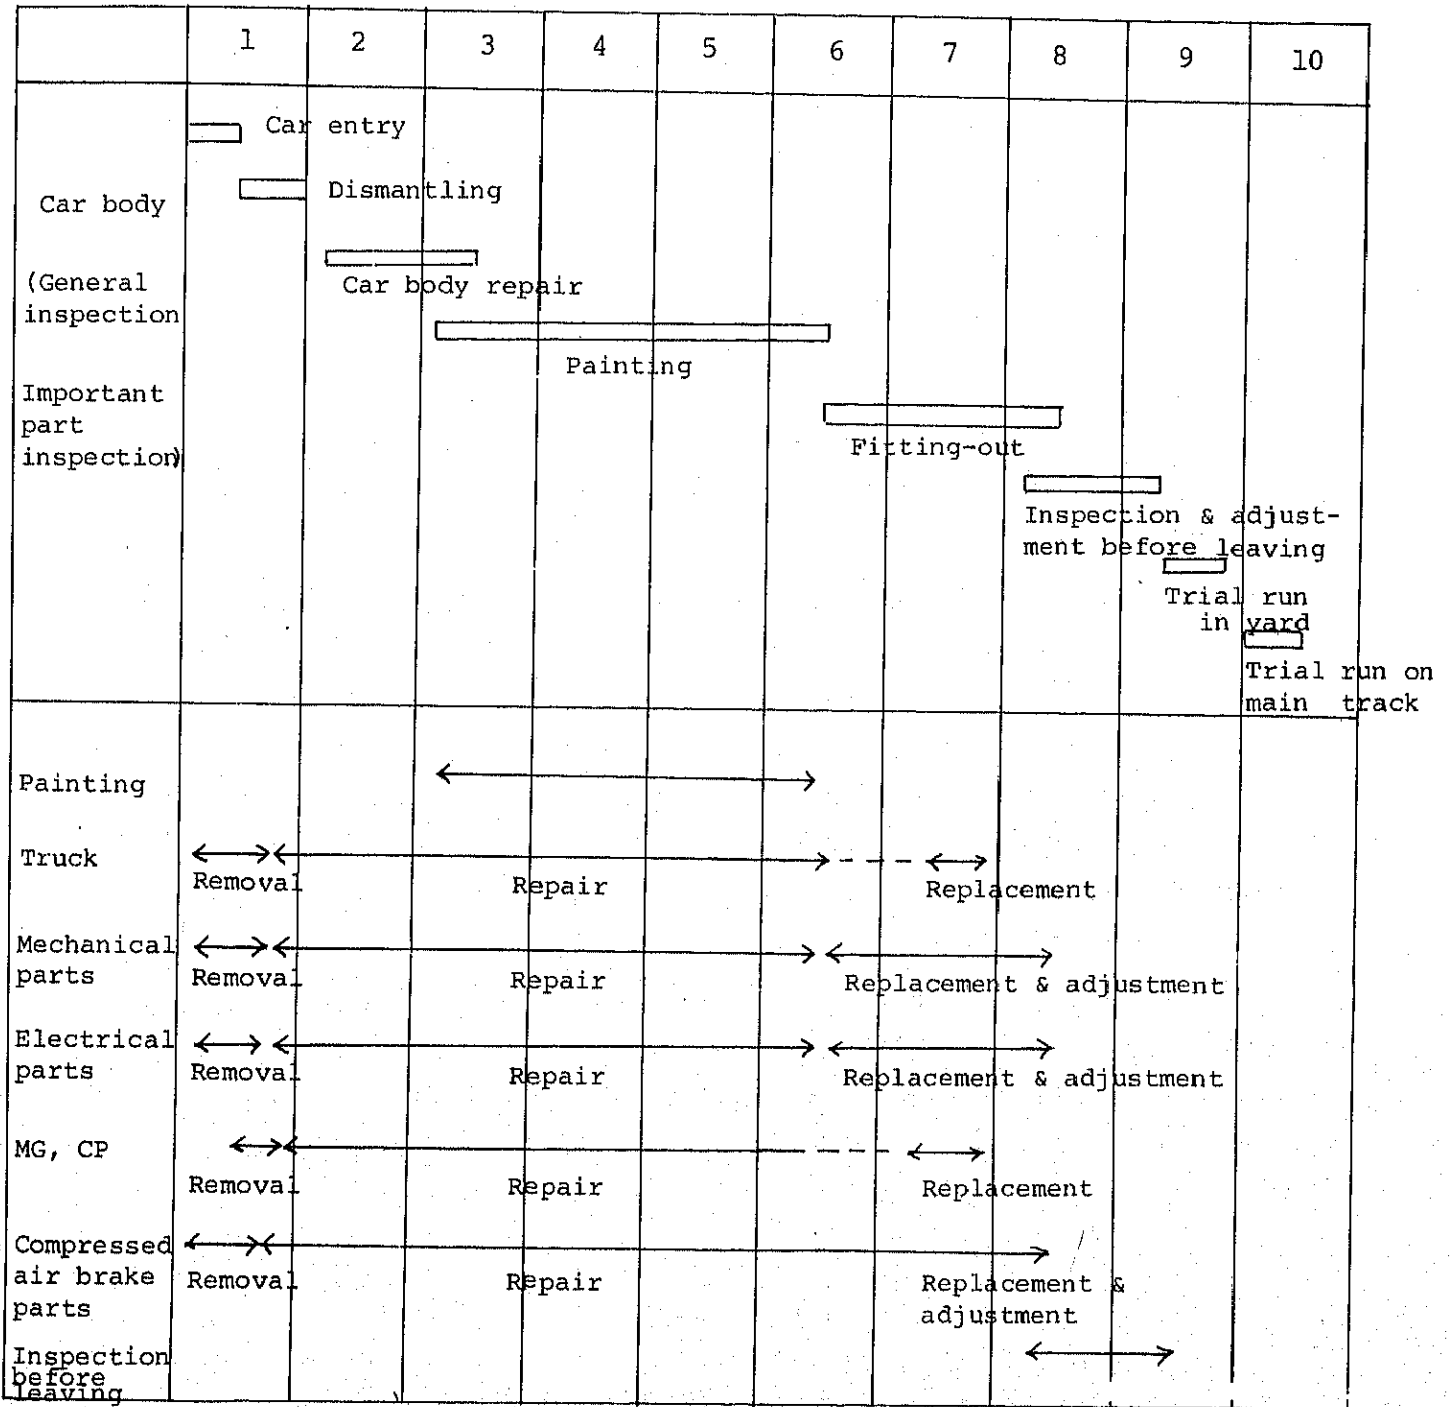 1 2 3 4 5 6 7 8 9 10
Car entry
Dismantling
Car body
Car body repair
(General
inspection
Painting
Important
part
inspection)
Fitting-out
Inspection & adjust-
ment before leaving
Trial run
in yard
Trial run on
main track
Painting
Truck
Removal Repair Replacement
Mechanical
parts
Removal Repair Replacement & adjustment
Electrical
parts
Removal Repair Replacement & adjustment
MG, CP
Removal Repair Replacement
Compressed
air brake
parts
Removal Repair Replacement &
adjustment
Inspection
before
leaving